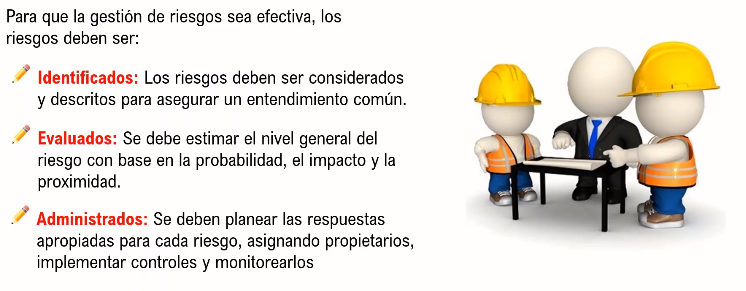 Para que la gestión de riesgos sea efectiva, los
riesgos deben ser:
Identificados: Los riesgos deben ser considerados
y descritos para asegurar un entendimiento común.
Evaluados: Se debe estimar el nivel general del
riesgo con base en la probabilidad, el impacto y la
proximidad.
Administrados: Se deben planear las respuestas
apropiadas para cada riesgo, asignando propietarios,
implementar controles y monitorearlos